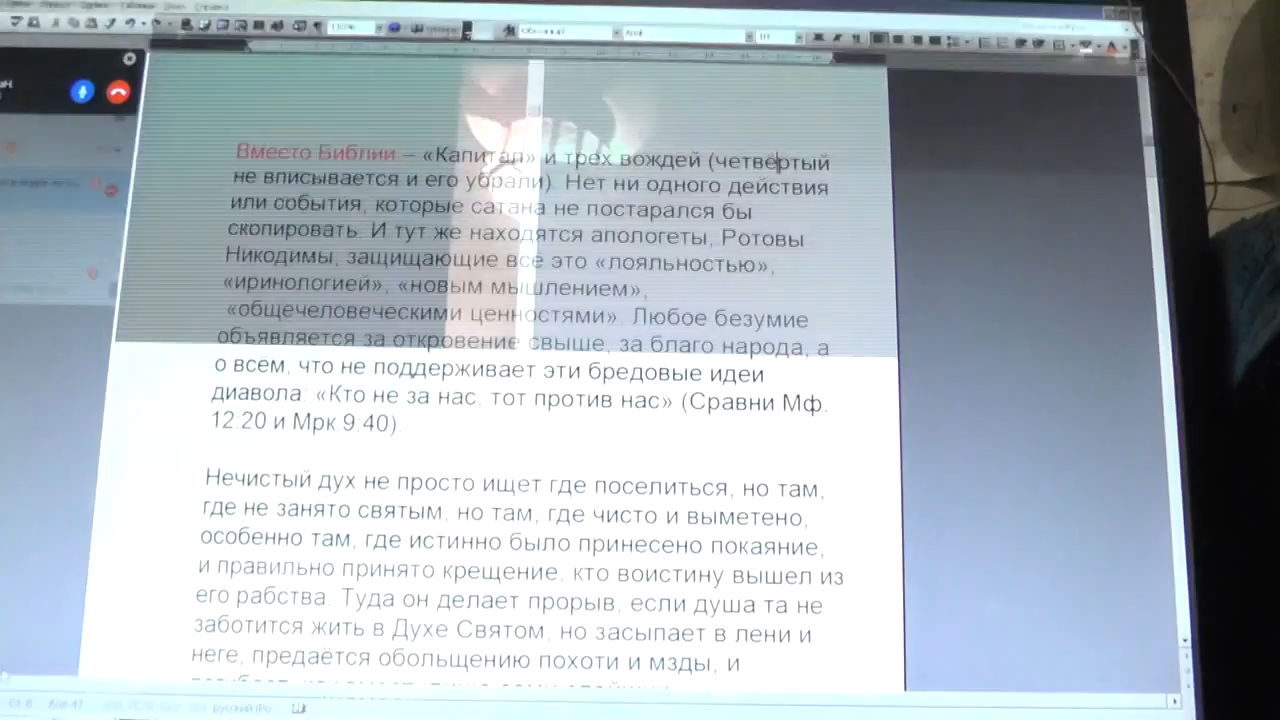 Вместо Библии – «Капитал» и трех вождей (четвёртый
не вписывается и его убрали). Нет ни одного действия
или события, которые сатана не постарался бы
скопировать. И тут же находятся апологеты, Ротовы
Никодимы, защищающие все это «лояльностью»,
«иринологией», «новым мышлением»,
«общечеловеческими ценностями». Любое безумие
объявляется за откровение свыше, за благо народа, а
о всём, что не поддерживает эти бредовые идеи
диавола: «Кто не за нас, тот против нас» (Сравни Мф.
12:20 и Мрк.9:40).
Нечистый дух не просто ищет где поселиться, но там,
где не занято святым, но там, где чисто и выметено,
особенно там, где истинно было принесено покаяние,
и правильно принято крещение, кто воистину вышел из
его рабства. Туда он делает прорыв, если душа та не
заботится жить в Духе Святом, но засыпает в лени и
неге, предаётся обольщению похоти и мзды, и
русский (Ро